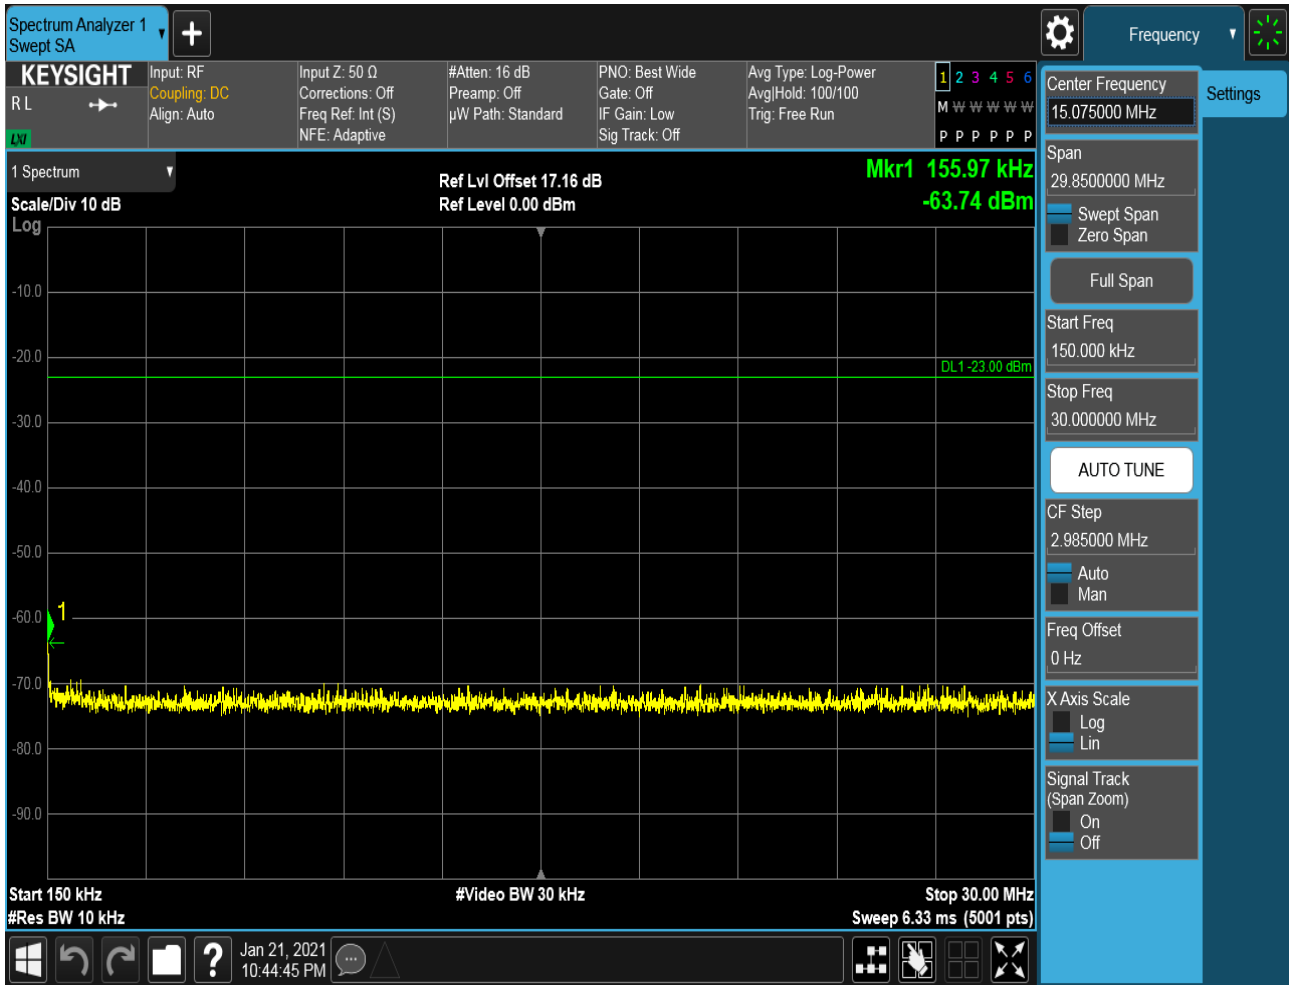 Spectrum Analyzer 1
Swept SA
Frequency
KEYSIGHT
R L
LXI
Input: RF
Coupling: DC
Align: Auto
Input Z: 50 Ω
Corrections: Off
Freq Ref: Int (S)
NFE: Adaptive
#Atten: 16 dB
Preamp: Off
µW Path: Standard
PNO: Best Wide
Gate: Off
IF Gain: Low
Sig Track: Off
Avg Type: Log-Power
Avg|Hold: 100/100
Trig: Free Run
1 2 3 4 5 6
M W W W W W
P P P P P P
1 Spectrum
Scale/Div 10 dB
Log
Ref Lvl Offset 17.16 dB
Ref Level 0.00 dBm
Mkr1 155.97 kHz
-63.74 dBm
-10.0
-20.0
DL1 -23.00 dBm
-30.0
-40.0
-50.0
-60.0
1
-70.0
-80.0
-90.0
Start 150 kHz
#Video BW 30 kHz
Stop 30.00 MHz
#Res BW 10 kHz
Sweep 6.33 ms (5001 pts)
?
Jan 21, 2021
10:44:45 PM
Center Frequency
15.075000 MHz
Settings
Span
29.8500000 MHz
Swept Span
Zero Span
Full Span
Start Freq
150.000 kHz
Stop Freq
30.000000 MHz
AUTO TUNE
CF Step
2.985000 MHz
Auto
Man
Freq Offset
0 Hz
X Axis Scale
Log
Lin
Signal Track
(Span Zoom)
On
Off